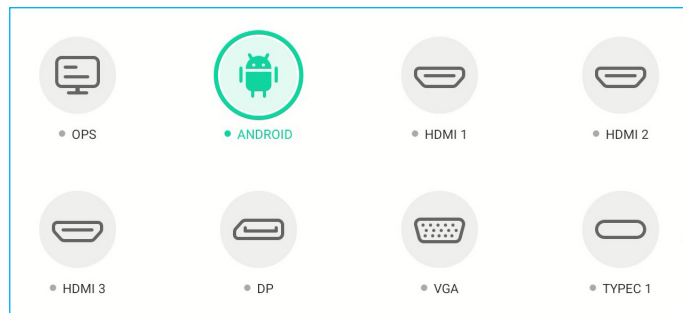 OPS
ANDROID
HDMI 1
HDMI 2
HDMI 3
DP
VGA
TYPEC 1